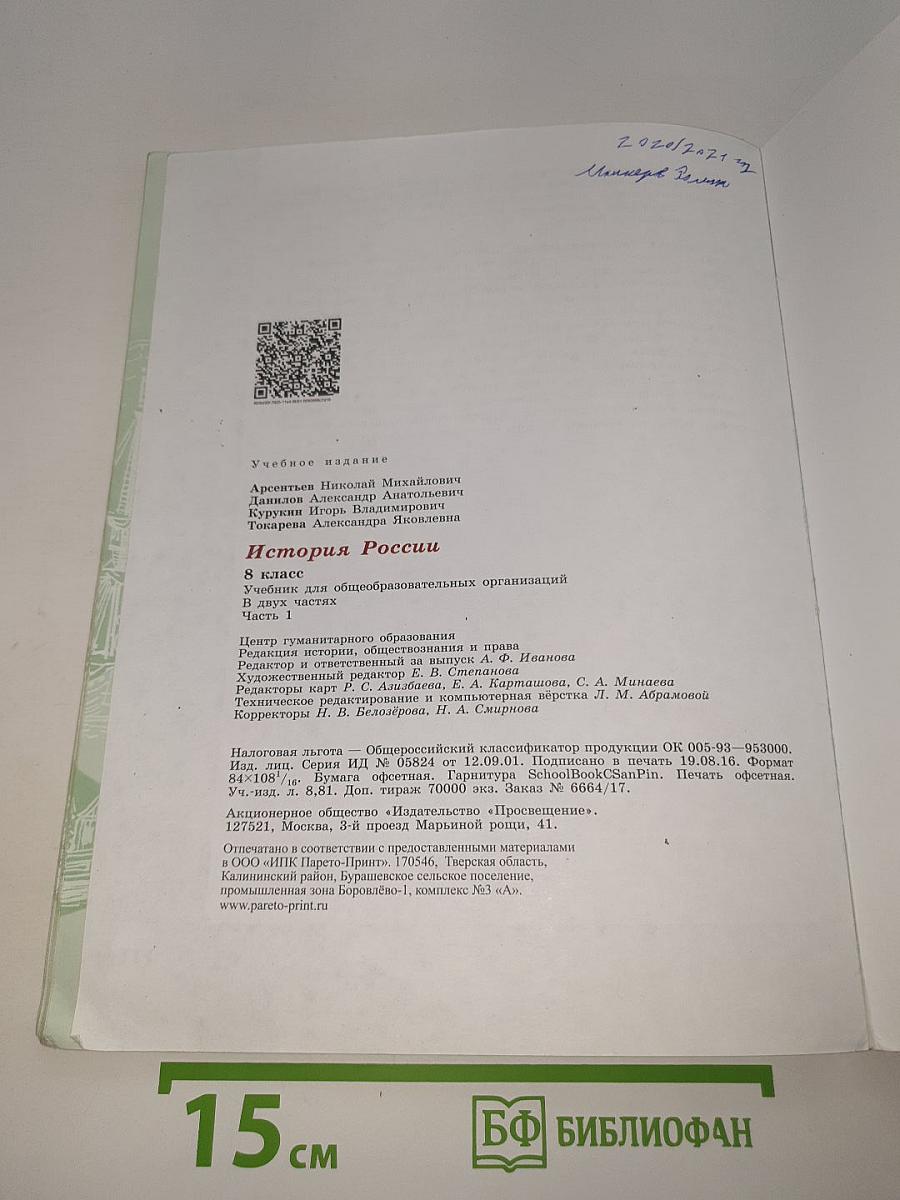 2020/2021
Учебное издание
Арсентьев Николай Михайлович
Данилов Александр Анатольевич
Курукин Игорь Владимирович
Токарева Александра Яковлевна
История России
8 класс
Учебник для общеобразовательных организаций
В двух частях
Часть 1
Центр гуманитарного образования
Редакция истории, обществознания и права
Редактор и ответственный за выпуск А. Ф. Иванова
Художественный редактор Е. В. Степанова
Редакторы карт Р. С. Азизбаева, Е. А. Карташова, С. А. Минаева
Техническое редактирование и компьютерная вёрстка Л. М. Абрамовой
Корректоры Н. В. Белозёрова, Н. А. Смирнова
Налоговая льгота — Общероссийский классификатор продукции ОК 005-93—953000.
Изд. лиц. Серия ИД № 05824 от 12.09.01. Подписано в печать 19.08.16. Формат
84×108¹/₁₆. Бумага офсетная. Гарнитура SchoolBookCSanPin. Печать офсетная.
Уч.-изд. л. 8,81. Доп. тираж 70000 экз. Заказ № 6664/17.
Акционерное общество «Издательство «Просвещение».
127521, Москва, 3-й проезд Марьиной рощи, 41.
Отпечатано в соответствии с предоставленными материалами
в ООО «ИПК Парето-Принт». 170546, Тверская область,
Калининский район, Бурашевское сельское поселение,
промышленная зона Боровлёво-1, комплекс №3 «А».
www.pareto-print.ru
15 см
БФ БИБЛИОФАН